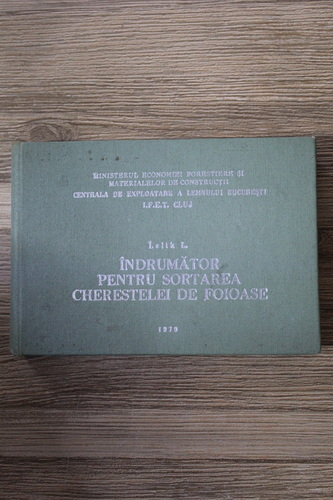 MINISTERUL ECONOMIEI FORESTIERE ȘI
MATERIALELOR DE CONSTRUCȚII
CENTRALA DE EXPLOATARE A LEMNULUI BUCUREȘTI
I.F.E.T. CLUJ
Lelik L.
ÎNDRUMĂTOR
PENTRU SORTAREA
CHERESTELEI DE FOIOASE
1979